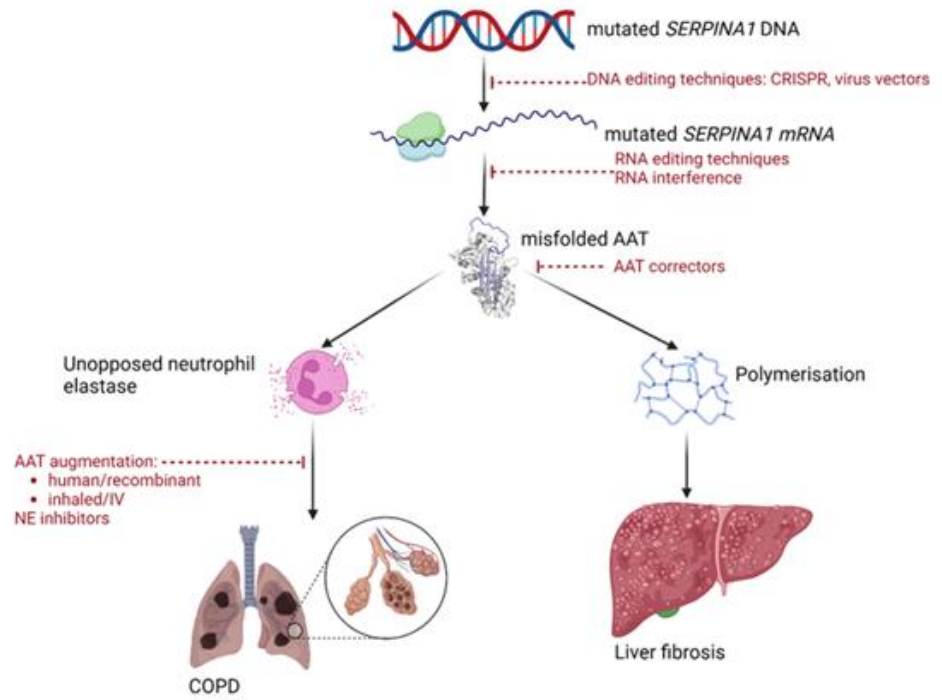 mutated SERPINA1 DNA
DNA editing techniques: CRISPR, virus vectors
mutated SERPINA1 mRNA
RNA editing techniques
RNA interference
misfolded AAT
AAT correctors
Unopposed neutrophil
elastase
Polymerisation
AAT augmentation:
• human/recombinant
• inhaled/IV
NE inhibitors
Liver fibrosis
COPD